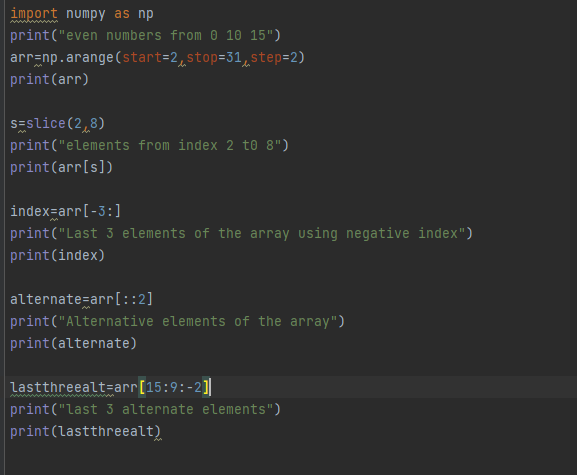 import numpy as np
print("even numbers from 0 10 15")
arr=np.arange(start=2,stop=31,step=2)
print(arr)
s=slice(2,8)
print("elements from index 2 t0 8")
print(arr[s])
index=arr[-3:]
print("Last 3 elements of the array using negative index")
print(index)
alternate=arr[::2]
print("Alternative elements of the array")
print(alternate)
lastthreealt=arr[15:9:-2]
print("last 3 alternate elements")
print(lastthreealt)